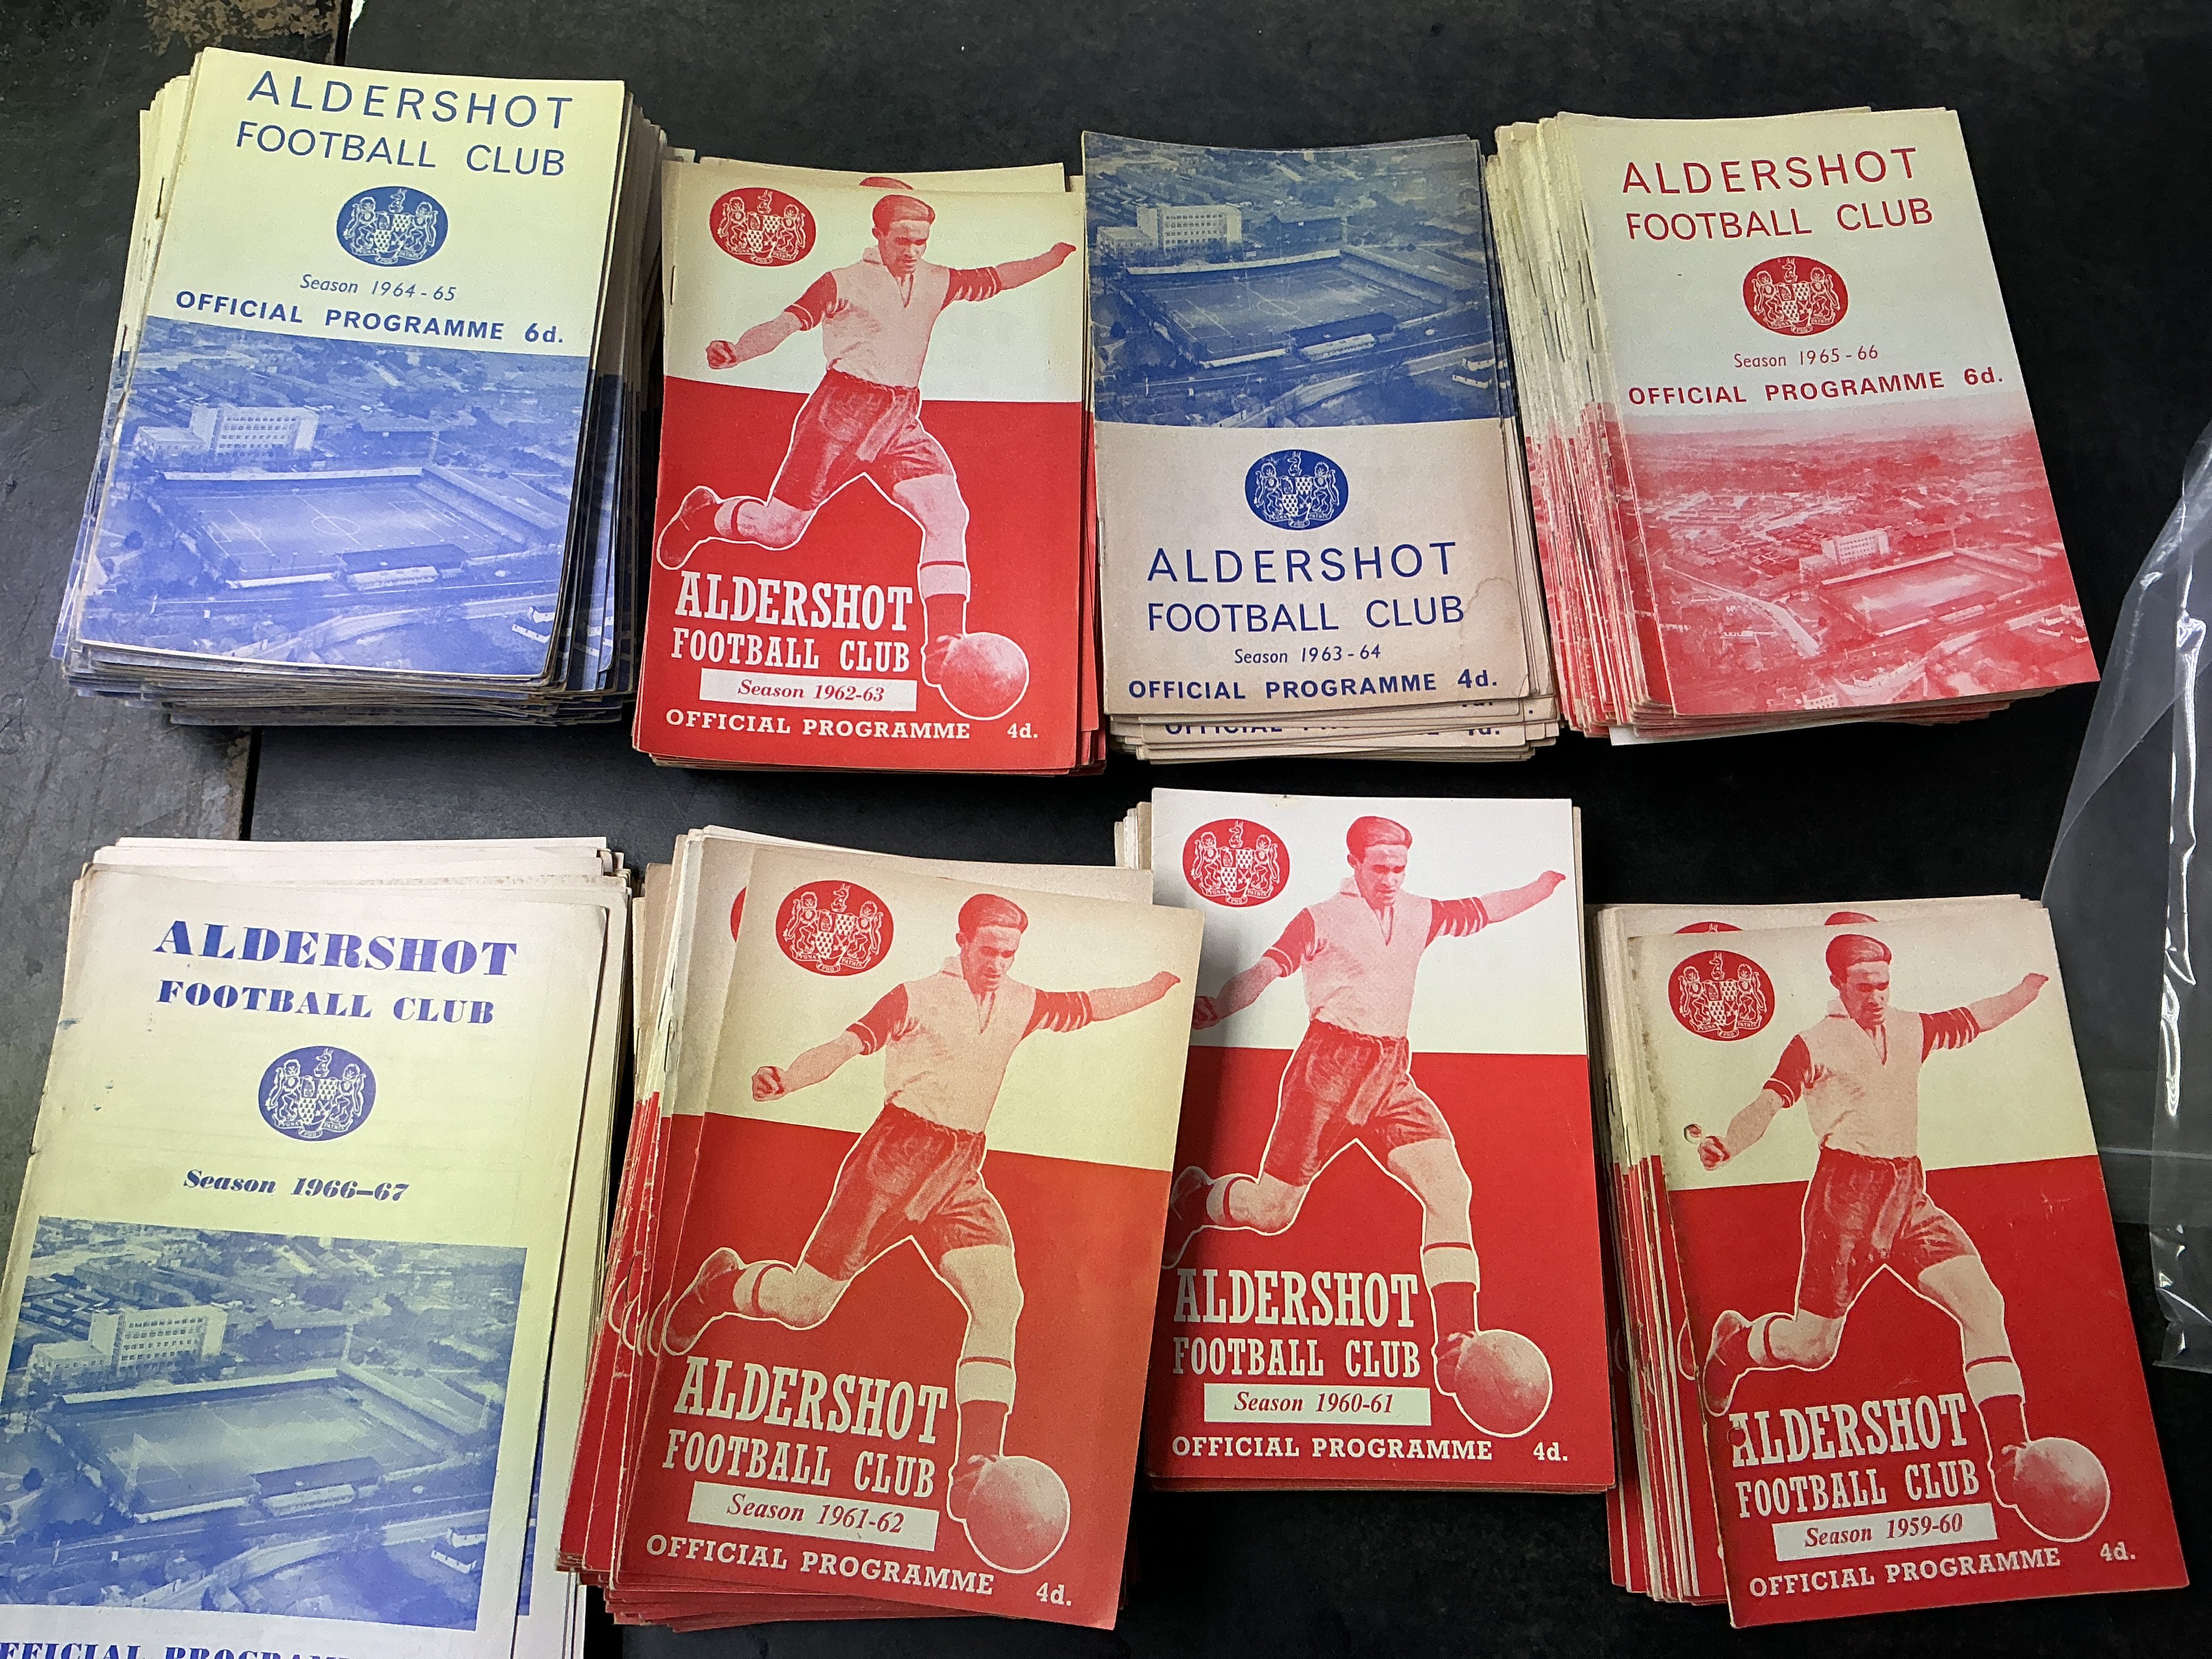 ALDERSHOT
FOOTBALL CLUB
Season 1964-65
OFFICIAL PROGRAMME 6d.
ALDERSHOT
FOOTBALL CLUB
Season 1962-63
OFFICIAL PROGRAMME 4d.
ALDERSHOT
FOOTBALL CLUB
Season 1963-64
OFFICIAL PROGRAMME 4d.
ALDERSHOT
FOOTBALL CLUB
Season 1965-66
OFFICIAL PROGRAMME 6d.
ALDERSHOT
FOOTBALL CLUB
Season 1966-67
ALDERSHOT
FOOTBALL CLUB
Season 1961-62
OFFICIAL PROGRAMME 4d.
ALDERSHOT
FOOTBALL CLUB
Season 1960-61
OFFICIAL PROGRAMME 4d.
ALDERSHOT
FOOTBALL CLUB
Season 1959-60
OFFICIAL PROGRAMME 4d.